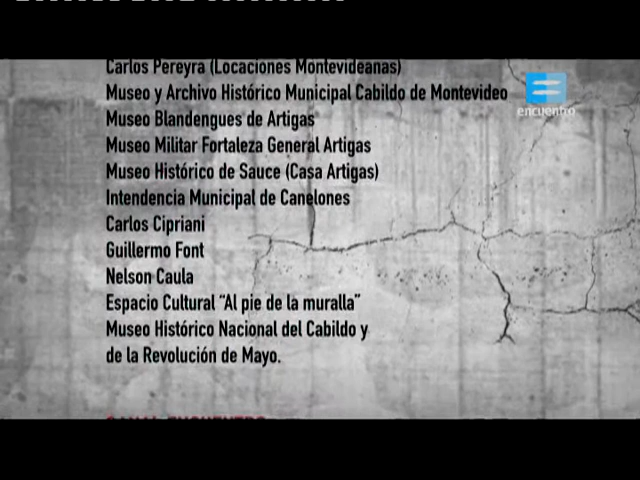 Carlos Pereyra (Locaciones Montevideanas)
Museo y Archivo Histórico Municipal Cabildo de Montevideo
encuentro
Museo Blandengues de Artigas
Museo Militar Fortaleza General Artigas
Museo Histórico de Sauce (Casa Artigas)
Intendencia Municipal de Canelones
Carlos Cipriani
Guillermo Font
Nelson Caula
Espacio Cultural “Al pie de la muralla”
Museo Histórico Nacional del Cabildo y
de la Revolución de Mayo.
CANAL ENCUENTRO